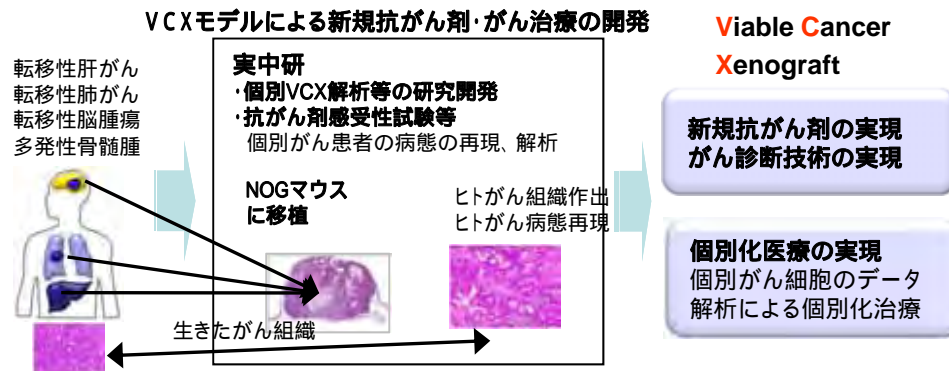 VCXモデルによる新規抗がん剤・がん治療の開発
Viable Cancer
Xenograft
転移性肝がん
転移性肺がん
転移性脳腫瘍
多発性骨髄腫
実中研
・個別VCX解析等の研究開発
・抗がん剤感受性試験等
個別がん患者の病態の再現、解析
NOGマウス
に移植
ヒトがん組織作出
ヒトがん病態再現
生きたがん組織
新規抗がん剤の実現
がん診断技術の実現
個別化医療の実現
個別がん細胞のデータ
解析による個別化治療